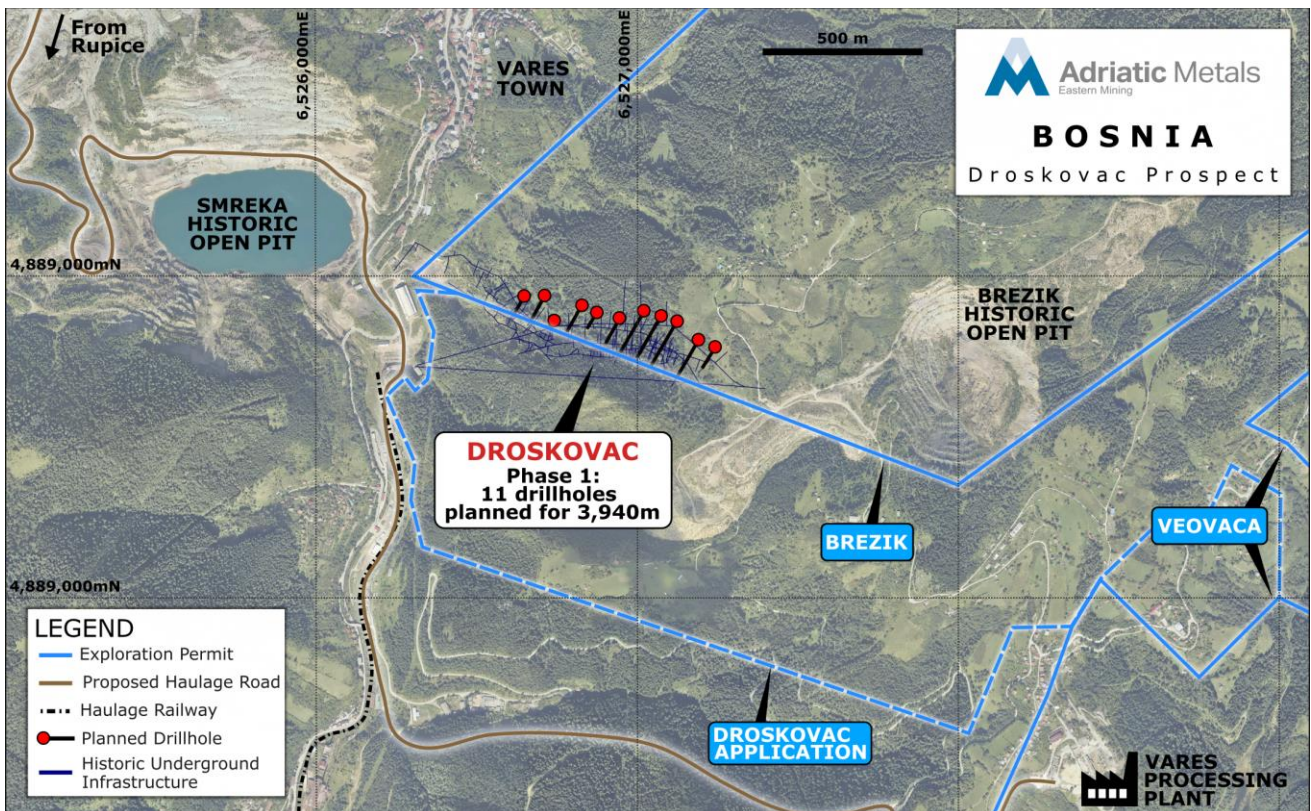 From
Rupice
6,526,000mE
VARES
TOWN
6,527,000mE
500 m
Adriatic Metals
Eastern Mining
BOSNIA
Droskovac Prospect
SMREKA
HISTORIC
OPEN PIT
4,889,000mN
BREZIK
HISTORIC
OPEN PIT
DROSKOVAC
Phase 1:
11 drillholes
planned for 3,940m
BREZIK
VEOVACA
4,889,000mN
LEGEND
Exploration Permit
Proposed Haulage Road
Haulage Railway
Planned Drillhole
Historic Underground
Infrastructure
DROSKOVAC
APPLICATION
VARES
PROCESSING
PLANT